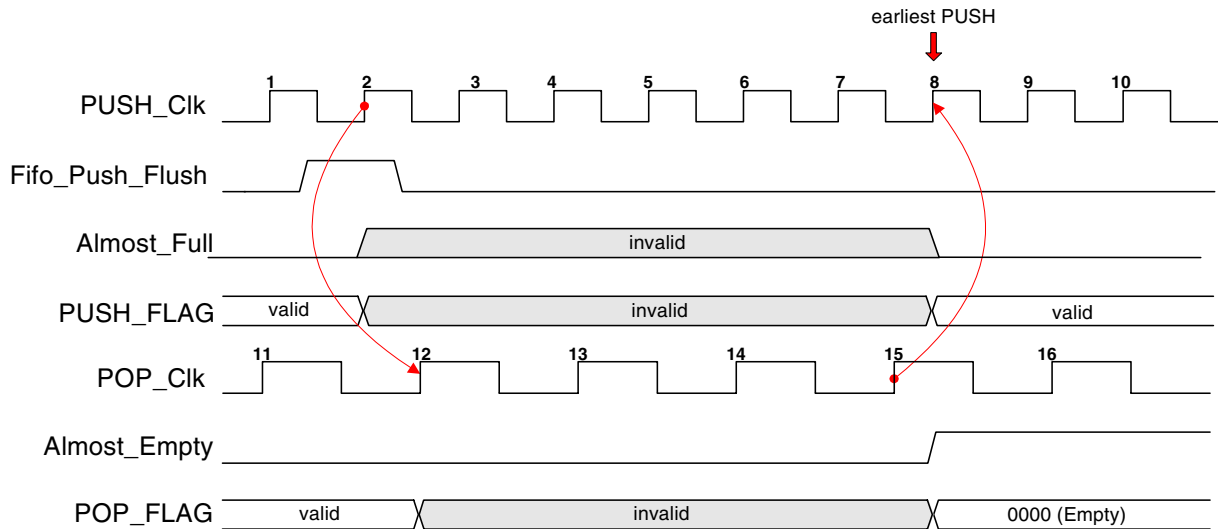 earliest PUSH
1 2 3 4 5 6 7 8 9 10
PUSH_Clk
Fifo_Push_Flush
Almost_Full invalid
PUSH_FLAG valid invalid valid
11 12 13 14 15 16
POP_Clk
Almost_Empty
POP_FLAG valid invalid 0000 (Empty)